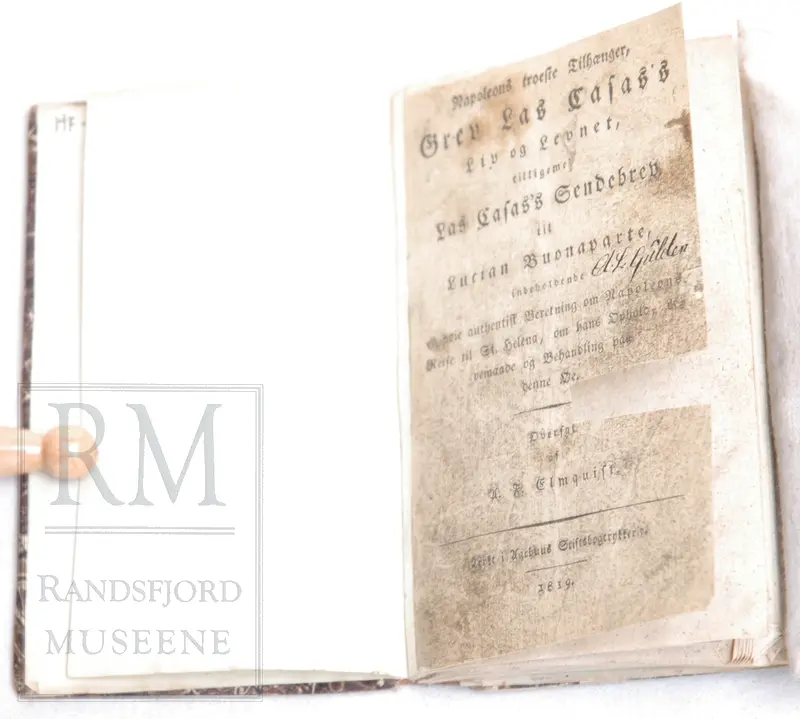 HF
Napoleons troeste Tilhænger,
Grev Las Casas's
Liv og Levnet,
tilligemed
Las Casas's Sendebrev
til
Lucian Buonaparte,
indeholdende
A.L. Gulden
authentisk Beretning om Napoleons
Reise til St. Helena, om hans Ophold,
og Behandling paa
denne
Oversat
af
A. F. Elmquist.
Trykt i Aarhuus Stiftsbogtrykkerie.
1819.
RM
RANDSFJORD
MUSEENE